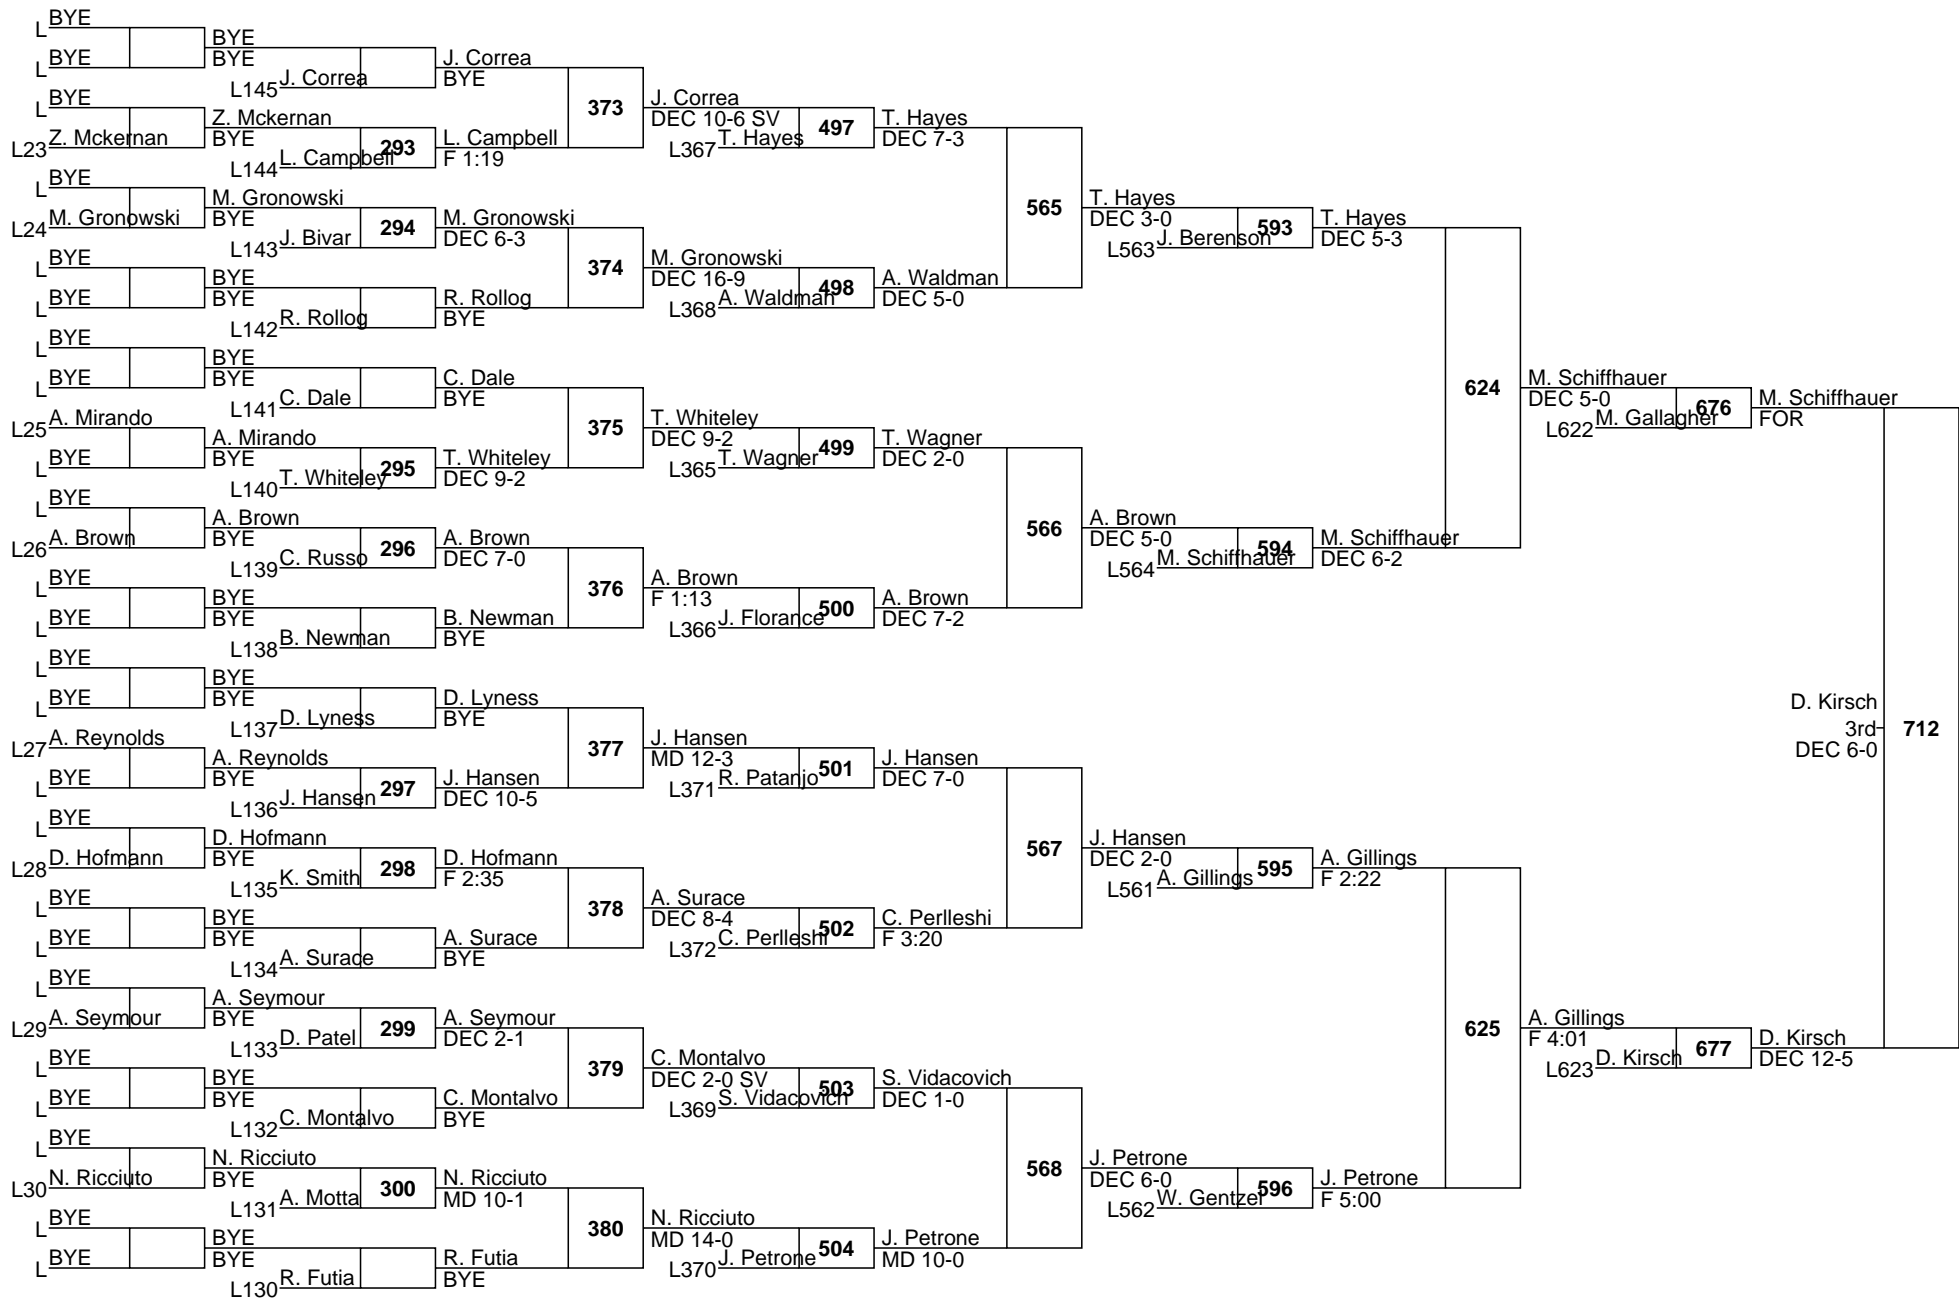 BYE
L
BYE
L
BYE
BYE
L145 J. Correa
J. Correa
BYE
BYE
L
L23 Z. Mckernan
Z. Mckernan
BYE
L144 L. Campbell
293
L. Campbell
F 1:19
373
J. Correa
DEC 10-6 SV
L367 T. Hayes
497
T. Hayes
DEC 7-3
BYE
L
L24 M. Gronowski
M. Gronowski
BYE
L143 J. Bivar
294
M. Gronowski
DEC 6-3
BYE
L
BYE
L
BYE
BYE
L142 R. Rollog
R. Rollog
BYE
374
M. Gronowski
DEC 16-9
L368 A. Waldman
498
A. Waldman
DEC 5-0
565
T. Hayes
DEC 3-0
L563 J. Berenson
593
T. Hayes
DEC 5-3
BYE
L
BYE
L
BYE
BYE
L141 C. Dale
C. Dale
BYE
L25 A. Mirando
BYE
L
A. Mirando
BYE
L140 T. Whiteley
295
T. Whiteley
DEC 9-2
375
T. Whiteley
DEC 9-2
L365 T. Wagner
499
T. Wagner
DEC 2-0
BYE
L
L26 A. Brown
A. Brown
BYE
L139 C. Russo
296
A. Brown
DEC 7-0
BYE
L
BYE
L
BYE
BYE
L138 B. Newman
B. Newman
BYE
376
A. Brown
F 1:13
L366 J. Florance
500
A. Brown
DEC 7-2
566
A. Brown
DEC 5-0
L564 M. Schiffhauer
594
M. Schiffhauer
DEC 6-2
624
M. Schiffhauer
DEC 5-0
L622 M. Gallagher
676
M. Schiffhauer
FOR
BYE
L
BYE
L
BYE
BYE
L137 D. Lyness
D. Lyness
BYE
L27 A. Reynolds
BYE
L
A. Reynolds
BYE
L136 J. Hansen
297
J. Hansen
DEC 10-5
377
J. Hansen
MD 12-3
L371 R. Patanjo
501
J. Hansen
DEC 7-0
BYE
L
L28 D. Hofmann
D. Hofmann
BYE
L135 K. Smith
298
D. Hofmann
F 2:35
BYE
L
BYE
L
BYE
BYE
L134 A. Surace
A. Surace
BYE
378
A. Surace
DEC 8-4
L372 C. Perlleshi
502
C. Perlleshi
F 3:20
567
J. Hansen
DEC 2-0
L561 A. Gillings
595
A. Gillings
F 2:22
BYE
L
L29 A. Seymour
A. Seymour
BYE
L133 D. Patel
299
A. Seymour
DEC 2-1
BYE
L
BYE
L
BYE
BYE
L132 C. Montalvo
C. Montalvo
BYE
379
C. Montalvo
DEC 2-0 SV
L369 S. Vidacovich
503
S. Vidacovich
DEC 1-0
BYE
L
L30 N. Ricciuto
N. Ricciuto
BYE
L131 A. Motta
300
N. Ricciuto
MD 10-1
BYE
L
BYE
L
BYE
BYE
L130 R. Futia
R. Futia
BYE
380
N. Ricciuto
MD 14-0
L370 J. Petrone
504
J. Petrone
MD 10-0
568
J. Petrone
DEC 6-0
L562 W. Gentzel
596
J. Petrone
F 5:00
625
A. Gillings
F 4:01
L623 D. Kirsch
677
D. Kirsch
DEC 12-5
D. Kirsch
3rd
DEC 6-0
712